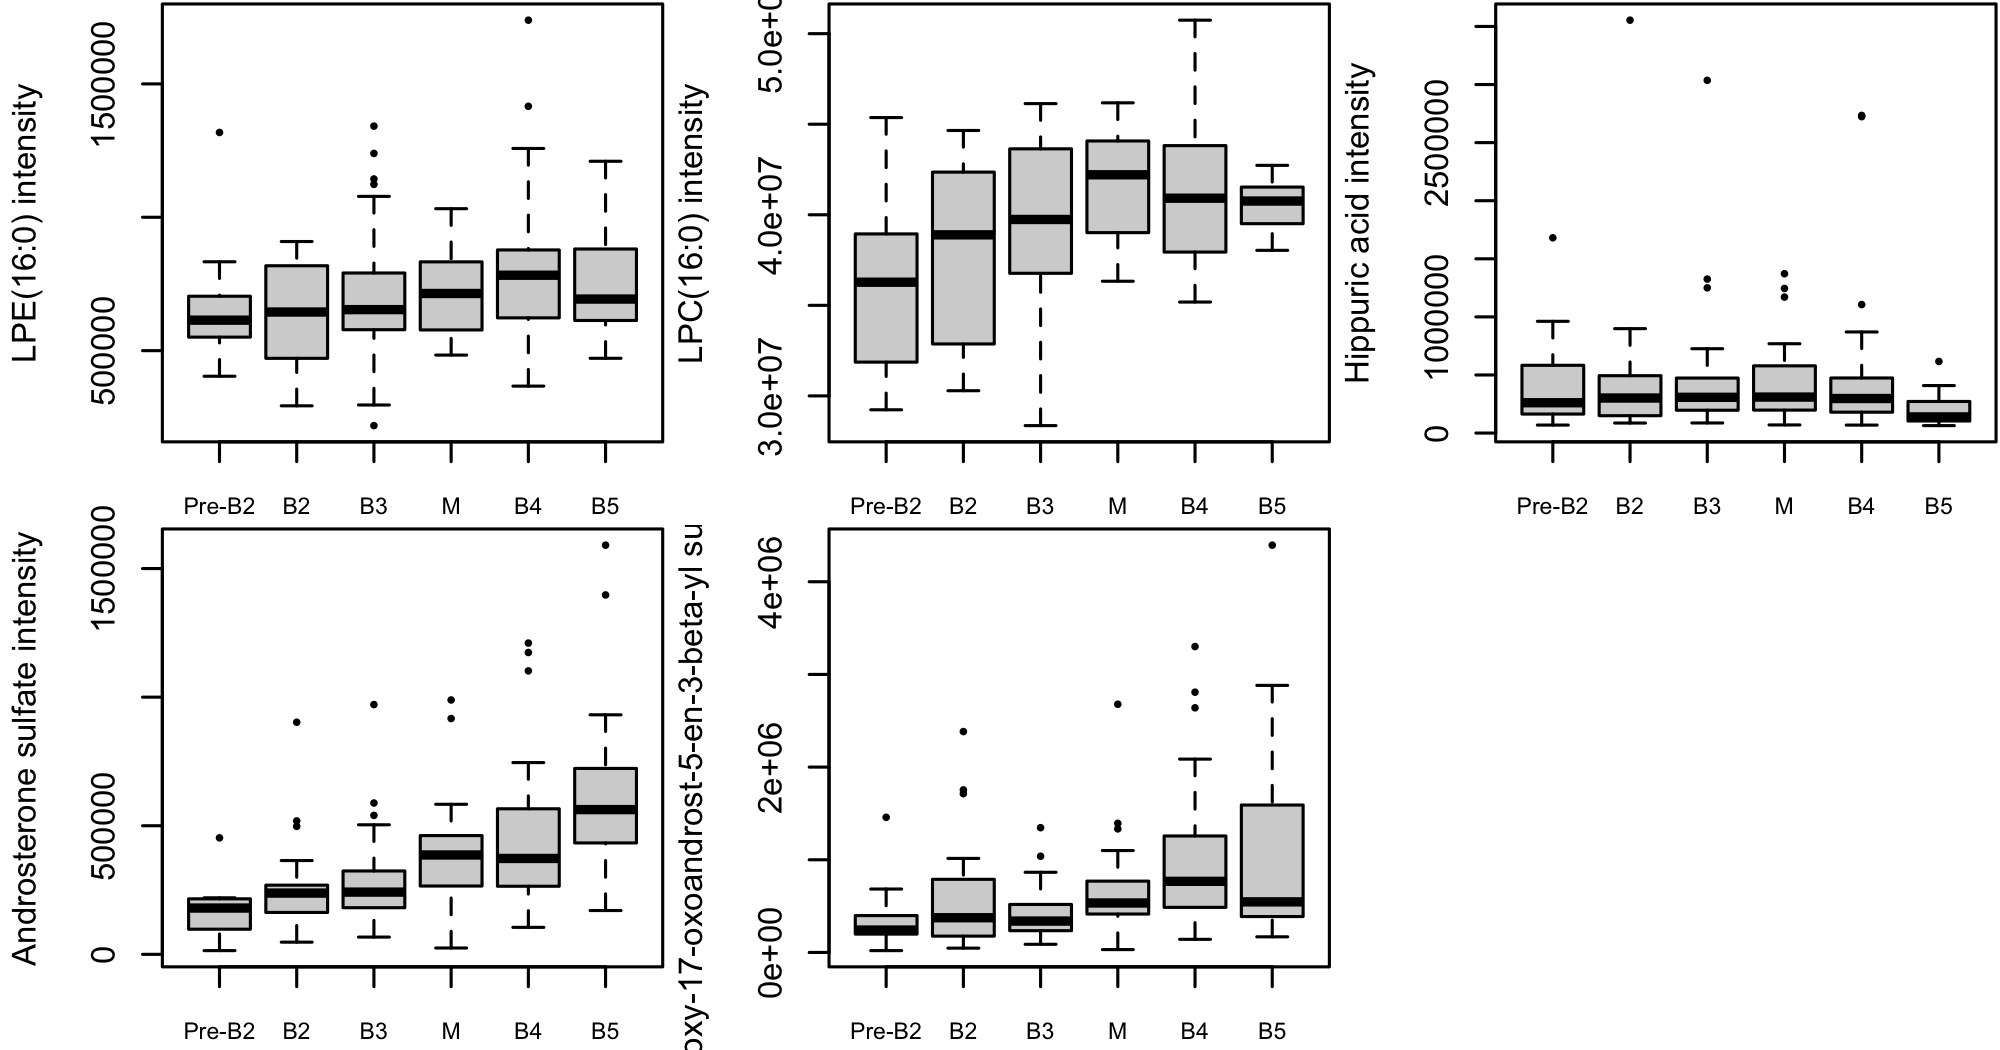 LPE(16:0) intensity
500000
1500000
Pre-B2 B2 B3 M B4 B5
LPC(16:0) intensity
3.0e+07
4.0e+07
5.0e+0
Pre-B2 B2 B3 M B4 B5
Hippuric acid intensity
0
1000000
2500000
Pre-B2 B2 B3 M B4 B5
Androsterone sulfate intensity
0
500000
1500000
Pre-B2 B2 B3 M B4 B5
oxy-17-oxoandrost-5-en-3-beta-yl su
0e+00
2e+06
4e+06
Pre-B2 B2 B3 M B4 B5